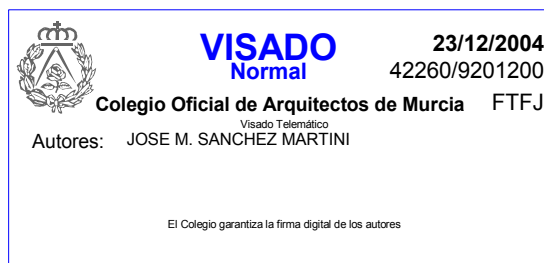 VISADO
Normal
23/12/2004
42260/9201200
Colegio Oficial de Arquitectos de Murcia FTFJ
Visado Telemático
Autores: JOSE M. SANCHEZ MARTINI
El Colegio garantiza la firma digital de los autores